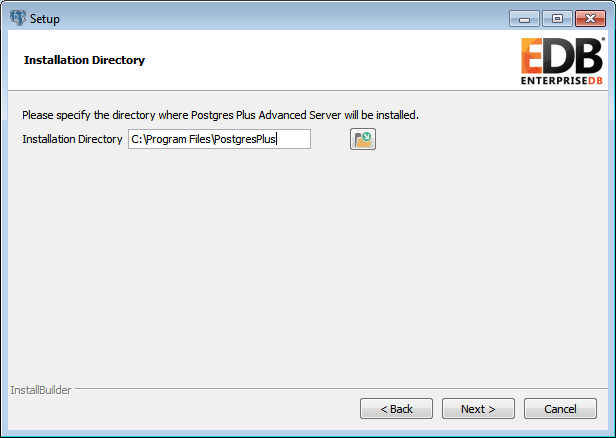 Setup
Installation Directory
EDB
ENTERPRISEDB
Please specify the directory where Postgres Plus Advanced Server will be installed.
Installation Directory C:\Program Files\PostgresPlus
InstallBuilder
< Back Next > Cancel